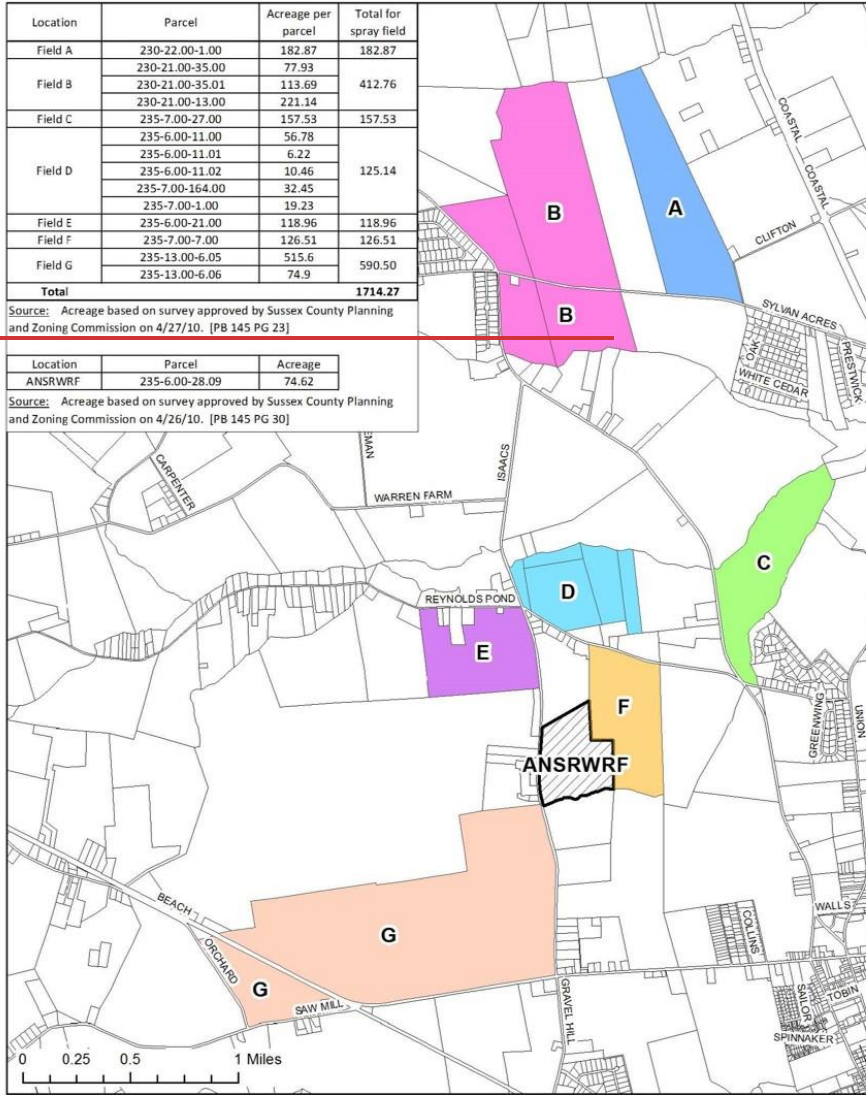 Location Parcel Acreage per parcel Total for spray field
Field A 230-22.00-1.00 182.87 182.87
Field B 230-21.00-35.00 77.93 412.76
230-21.00-35.01 113.69
230-21.00-13.00 221.14
Field C 235-7.00-27.00 157.53 157.53
Field D 235-6.00-11.00 56.78 125.14
235-6.00-11.01 6.22
235-6.00-11.02 10.46
235-7.00-164.00 32.45
235-7.00-1.00 19.23
Field E 235-6.00-21.00 118.96 118.96
Field F 235-7.00-7.00 126.51 126.51
Field G 235-13.00-6.05 515.6 590.50
235-13.00-6.06 74.9
Total 1714.27
Source: Acreage based on survey approved by Sussex County Planning
and Zoning Commission on 4/27/10. [PB 145 PG 23]
Location Parcel Acreage
ANSRWRF 235-6.00-28.09 74.62
Source: Acreage based on survey approved by Sussex County Planning
and Zoning Commission on 4/26/10. [PB 145 PG 30]
COASTAL
COASTAL
B
A
CLIFTON
B
SYLVAN ACRES
OAK
PRESTWICK
WHITE CEDAR
EMAN
ISAACS
CARPENTER
WARREN FARM
C
D
REYNOLDS POND
E
F
GREENWING
UNION
ANSRWRF
BEACH
ORCHARD
G
G
SAW MILL
GRAVEL HILL
COLLINS
WALLS
SAILOR
TOBIN
SPINNAKER
0 0.25 0.5 1 Miles